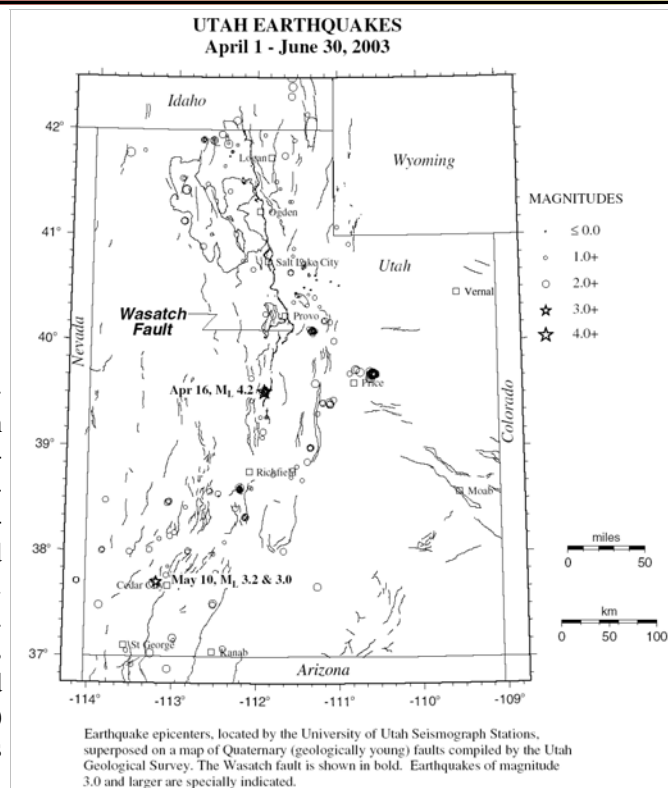 UTAH EARTHQUAKES
April 1 - June 30, 2003
Idaho
42°
Logan
Wyoming
MAGNITUDES
≤ 0.0
Ogden
1.0+
41°
2.0+
Salt Lake City
Utah
3.0+
Vernal
4.0+
Wasatch
Fault
Provo
40°
Nevada
Price
Apr 16, M_L 4.2
Colorado
39°
Richfield
Moab
miles
38°
0 50
Cedar C
May 10, M_L 3.2 & 3.0
km
0 50 100
St George
Kanab
37°
Arizona
-114° -113° -112° -111° -110° -109°
Earthquake epicenters, located by the University of Utah Seismograph Stations,
superposed on a map of Quaternary (geologically young) faults compiled by the Utah
Geological Survey. The Wasatch fault is shown in bold. Earthquakes of magnitude
3.0 and larger are specially indicated.